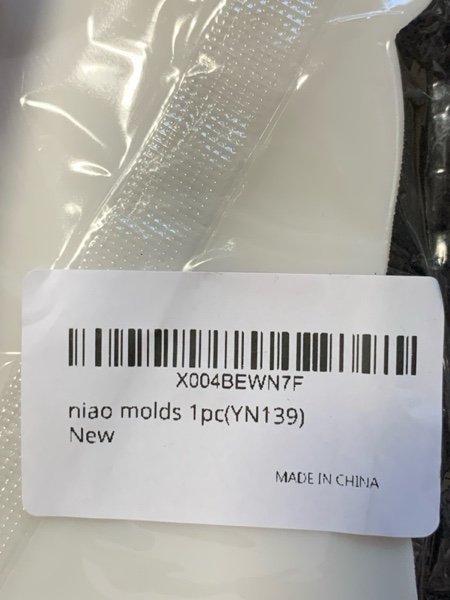 X004BEWN7F
niao molds 1pc(YN139)
New
MADE IN CHINA